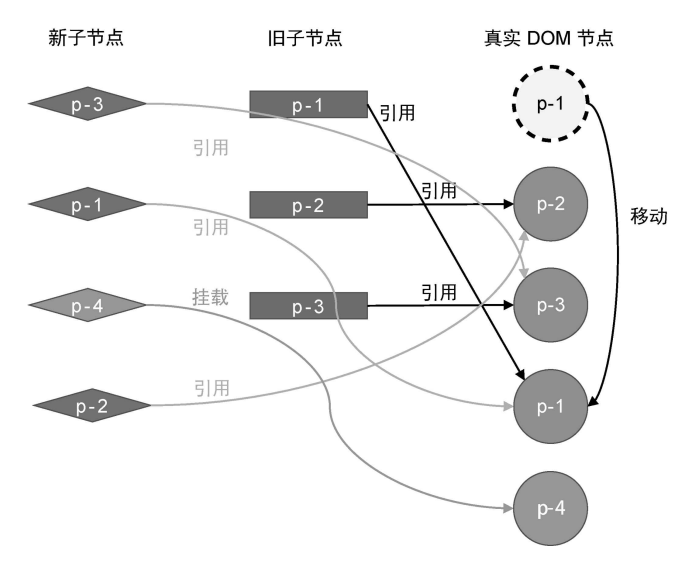 新子节点 旧子节点 真实 DOM 节点
p-3 p-1 引用 p-1
引用
p-1 p-2 引用 p-2 移动
引用
p-4 挂载 p-3 引用 p-3
p-2 引用 p-1
p-4